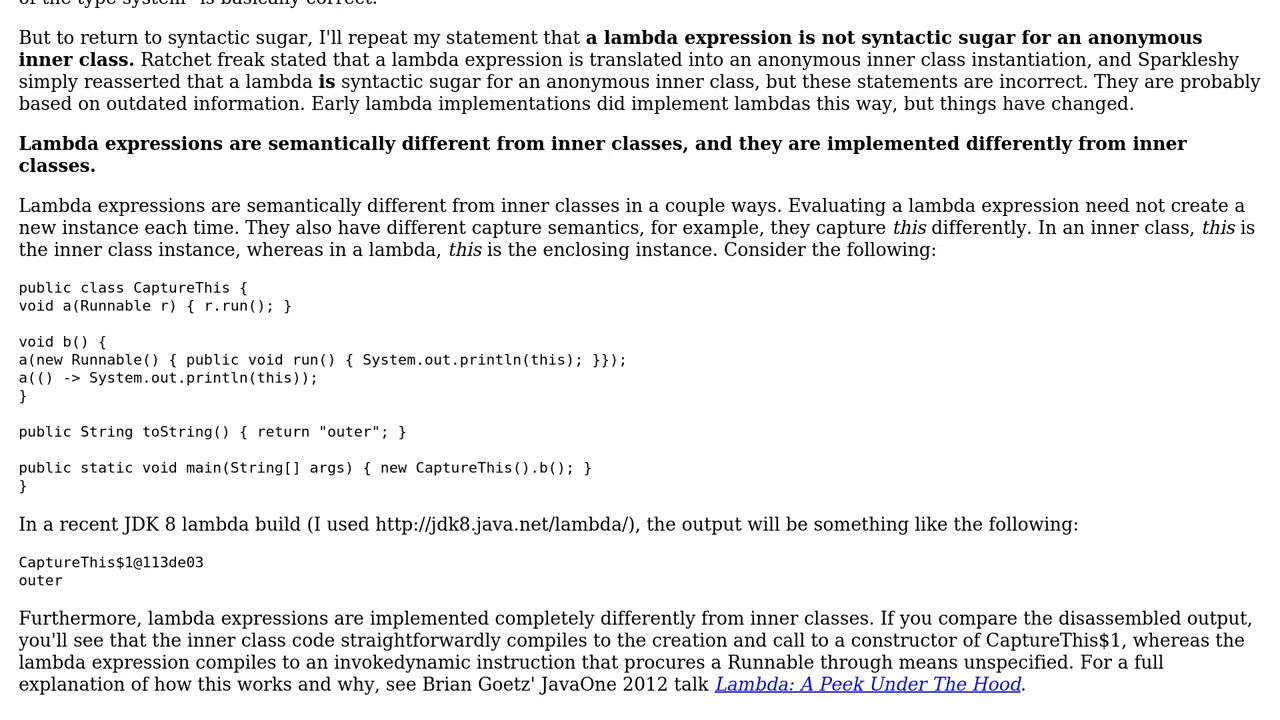 of the type system" is basically correct.
But to return to syntactic sugar, I'll repeat my statement that a lambda expression is not syntactic sugar for an anonymous
inner class. Ratchet freak stated that a lambda expression is translated into an anonymous inner class instantiation, and Sparkleshy
simply reasserted that a lambda is syntactic sugar for an anonymous inner class, but these statements are incorrect. They are probably
based on outdated information. Early lambda implementations did implement lambdas this way, but things have changed.
Lambda expressions are semantically different from inner classes, and they are implemented differently from inner
classes.
Lambda expressions are semantically different from inner classes in a couple ways. Evaluating a lambda expression need not create a
new instance each time. They also have different capture semantics, for example, they capture this differently. In an inner class, this is
the inner class instance, whereas in a lambda, this is the enclosing instance. Consider the following:
public class CaptureThis {
void a(Runnable r) { r.run(); }
void b() {
a(new Runnable() { public void run() { System.out.println(this); }});
a(() -> System.out.println(this));
}
public String toString() { return "outer"; }
public static void main(String[] args) { new CaptureThis().b(); }
}
In a recent JDK 8 lambda build (I used http://jdk8.java.net/lambda/), the output will be something like the following:
CaptureThis$1@113de03
outer
Furthermore, lambda expressions are implemented completely differently from inner classes. If you compare the disassembled output,
you'll see that the inner class code straightforwardly compiles to the creation and call to a constructor of CaptureThis$1, whereas the
lambda expression compiles to an invokedynamic instruction that procures a Runnable through means unspecified. For a full
explanation of how this works and why, see Brian Goetz' JavaOne 2012 talk Lambda: A Peek Under The Hood.